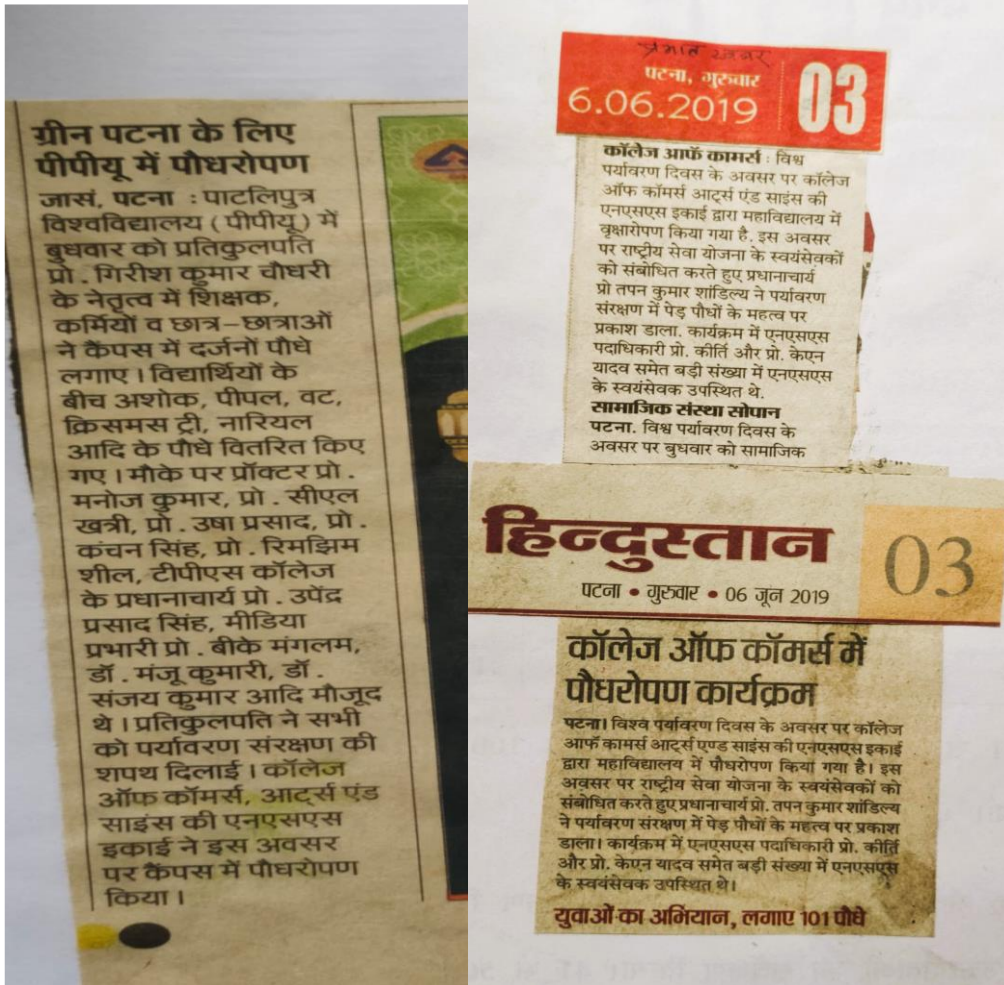 ग्रीन पटना के लिए
पीपीयू में पौधरोपण
जासं, पटना : पाटलिपुत्र
विश्वविद्यालय (पीपीयू) में
बुधवार को प्रतिकुलपति
प्रो. गिरीश कुमार चौधरी
के नेतृत्व में शिक्षक,
कर्मियों व छात्र-छात्राओं
ने कैंपस में दर्जनों पौधे
लगाए। विद्यार्थियों के
बीच अशोक, पीपल, वट,
क्रिसमस ट्री, नारियल
आदि के पौधे वितरित किए
गए। मौके पर प्रॉक्टर प्रो.
मनोज कुमार, प्रो. सीएल
खत्री, प्रो. उषा प्रसाद, प्रो.
कंचन सिंह, प्रो. रिमझिम
शील, टीपीएस कॉलेज
के प्रधानाचार्य प्रो. उपेंद्र
प्रसाद सिंह, मीडिया
प्रभारी प्रो. बीके मंगलम,
डॉ. मंजू कुमारी, डॉ.
संजय कुमार आदि मौजूद
थे। प्रतिकुलपति ने सभी
को पर्यावरण संरक्षण की
शपथ दिलाई। कॉलेज
ऑफ कॉमर्स, आर्ट्स एंड
साइंस की एनएसएस
इकाई ने इस अवसर
पर कैंपस में पौधरोपण
किया।
प्रभात खबर
पटना, गुरुवार
6.06.2019
03
कॉलेज आफॅ कामर्स : विश्व
पर्यावरण दिवस के अवसर पर कॉलेज
ऑफ कॉमर्स आर्ट्स एंड साइंस की
एनएसएस इकाई द्वारा महाविद्यालय में
वृक्षारोपण किया गया है. इस अवसर
पर राष्ट्रीय सेवा योजना के स्वयंसेवकों
को संबोधित करते हुए प्रधानाचार्य
प्रो तपन कुमार शांडिल्य ने पर्यावरण
संरक्षण में पेड़ पौधों के महत्व पर
प्रकाश डाला. कार्यक्रम में एनएसएस
पदाधिकारी प्रो. कीर्ति और प्रो. केएन
यादव समेत बड़ी संख्या में एनएसएस
के स्वयंसेवक उपस्थित थे.
सामाजिक संस्था सोपान
पटना. विश्व पर्यावरण दिवस के
अवसर पर बुधवार को सामाजिक
हिन्दुस्तान
03
पटना • गुरुवार • 06 जून 2019
कॉलेज ऑफ कॉमर्स में
पौधरोपण कार्यक्रम
पटना। विश्व पर्यावरण दिवस के अवसर पर कॉलेज
आफॅ कामर्स आर्ट्स एण्ड साइंस की एनएसएस इकाई
द्वारा महाविद्यालय में पौधरोपण किया गया है। इस
अवसर पर राष्ट्रीय सेवा योजना के स्वयंसेवकों को
संबोधित करते हुए प्रधानाचार्य प्रो. तपन कुमार शांडिल्य
ने पर्यावरण संरक्षण में पेड़ पौधों के महत्व पर प्रकाश
डाला। कार्यक्रम में एनएसएस पदाधिकारी प्रो. कीर्ति
और प्रो. केएन यादव समेत बड़ी संख्या में एनएसएस
के स्वयंसेवक उपस्थित थे।
युवाओं का अभियान, लगाए 101 पौधे